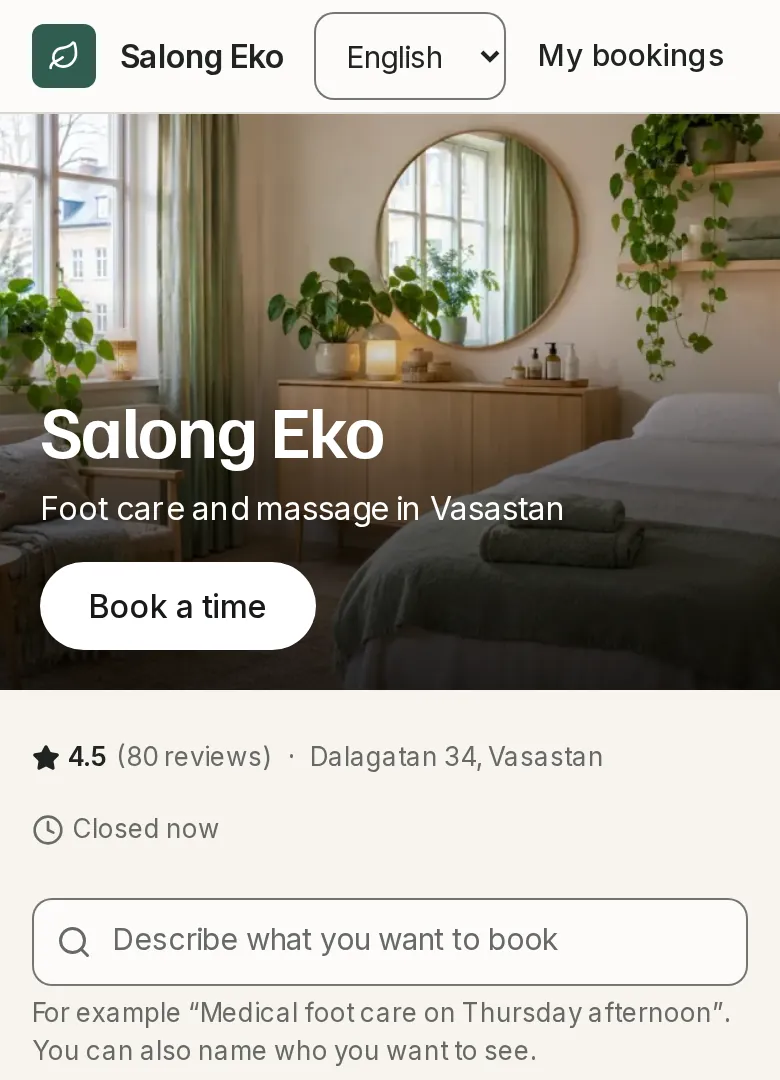 Salong Eko
English
My bookings
Salong Eko
Foot care and massage in Vasastan
Book a time
4.5 (80 reviews) · Dalagatan 34, Vasastan
Closed now
Describe what you want to book
For example “Medical foot care on Thursday afternoon”.
You can also name who you want to see.